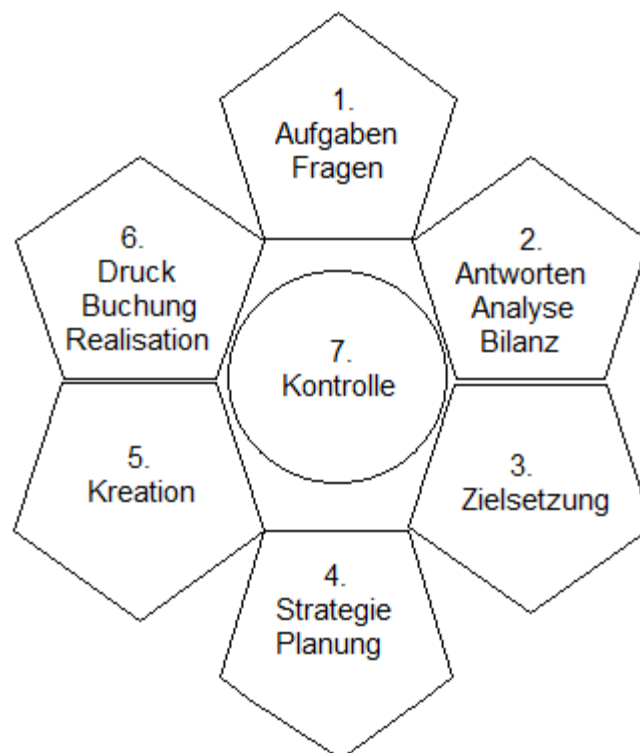 1.
Aufgaben
Fragen
2.
Antworten
Analyse
Bilanz
3.
Zielsetzung
4.
Strategie
Planung
5.
Kreation
6.
Druck
Buchung
Realisation
7.
Kontrolle